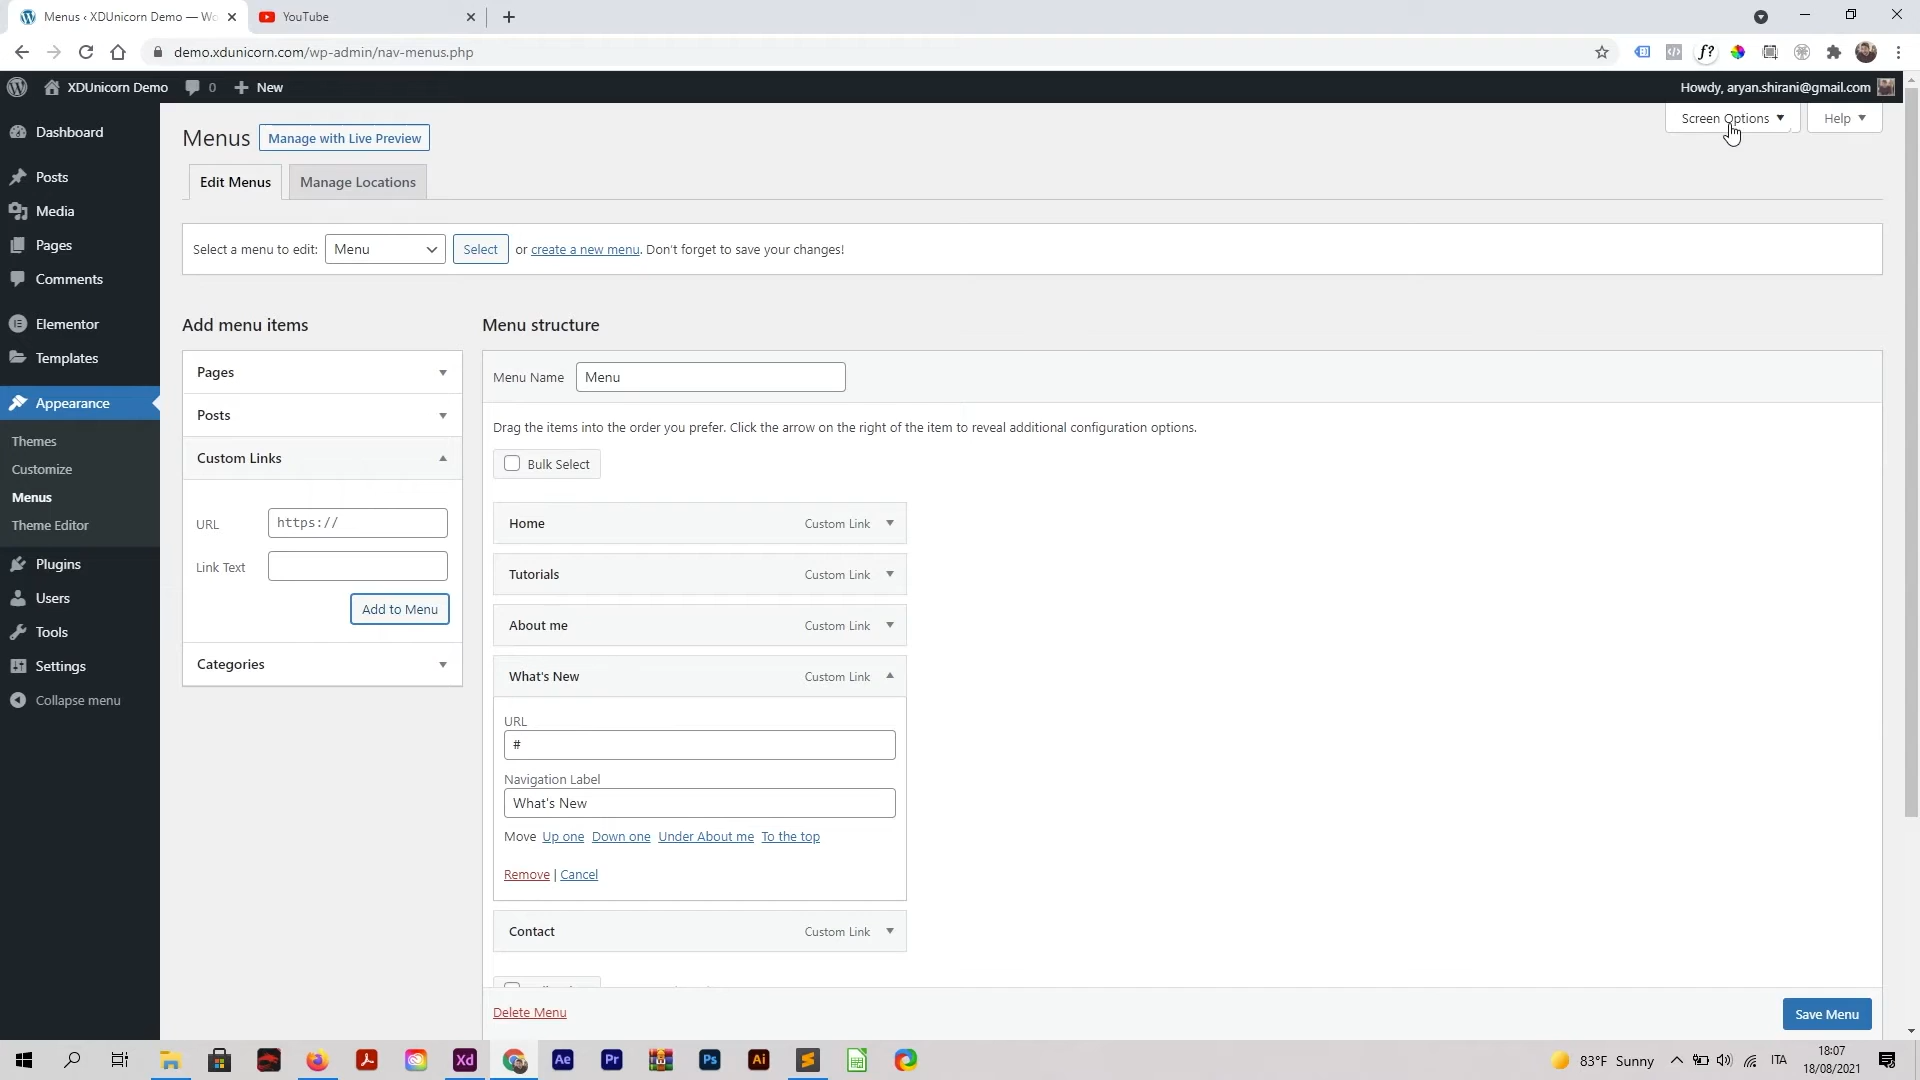 Menus ‹ XDUnicorn Demo — Wo
YouTube
demo.xdunicorn.com/wp-admin/nav-menus.php
f?
XDUnicorn Demo
0
New
Howdy, aryan.shirani@gmail.com
Dashboard
Posts
Media
Pages
Comments
Elementor
Templates
Appearance
Themes
Customize
Menus
Theme Editor
Plugins
Users
Tools
Settings
Collapse menu
Screen Options
Help
Menus
Manage with Live Preview
Edit Menus
Manage Locations
Select a menu to edit: Menu Select or create a new menu. Don't forget to save your changes!
Add menu items
Pages
Posts
Custom Links
URL
https://
Link Text
Add to Menu
Categories
Menu structure
Menu Name Menu
Drag the items into the order you prefer. Click the arrow on the right of the item to reveal additional configuration options.
Bulk Select
Home Custom Link
Tutorials Custom Link
About me Custom Link
What's New Custom Link
URL
#
Navigation Label
What's New
Move Up one Down one Under About me To the top
Remove | Cancel
Contact Custom Link
Delete Menu
Save Menu
Xd
Ae
Pr
Ps
Ai
83°F Sunny
ITA
18:07
18/08/2021